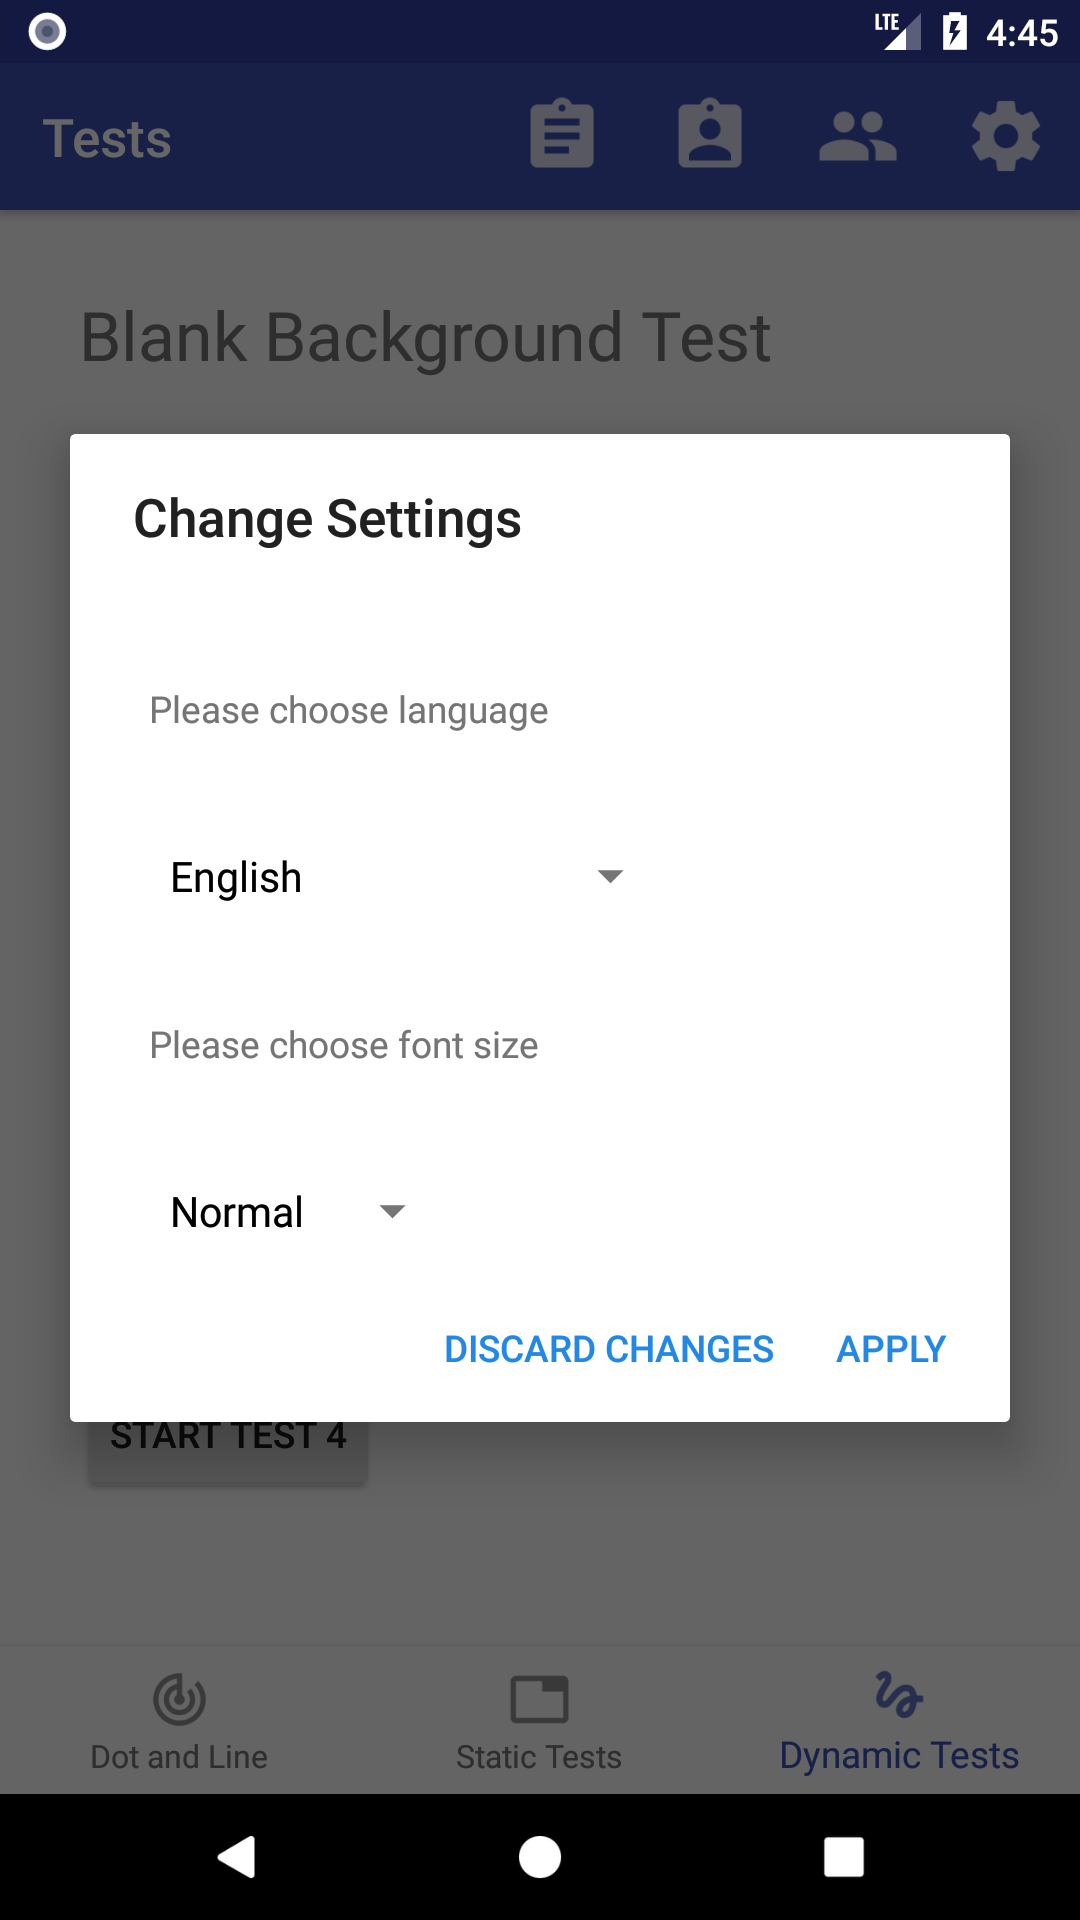 LTE
4:45
Tests
Blank Background Test
Change Settings
Please choose language
English
Please choose font size
Normal
DISCARD CHANGES
APPLY
START TEST 4
Dot and Line
Static Tests
Dynamic Tests